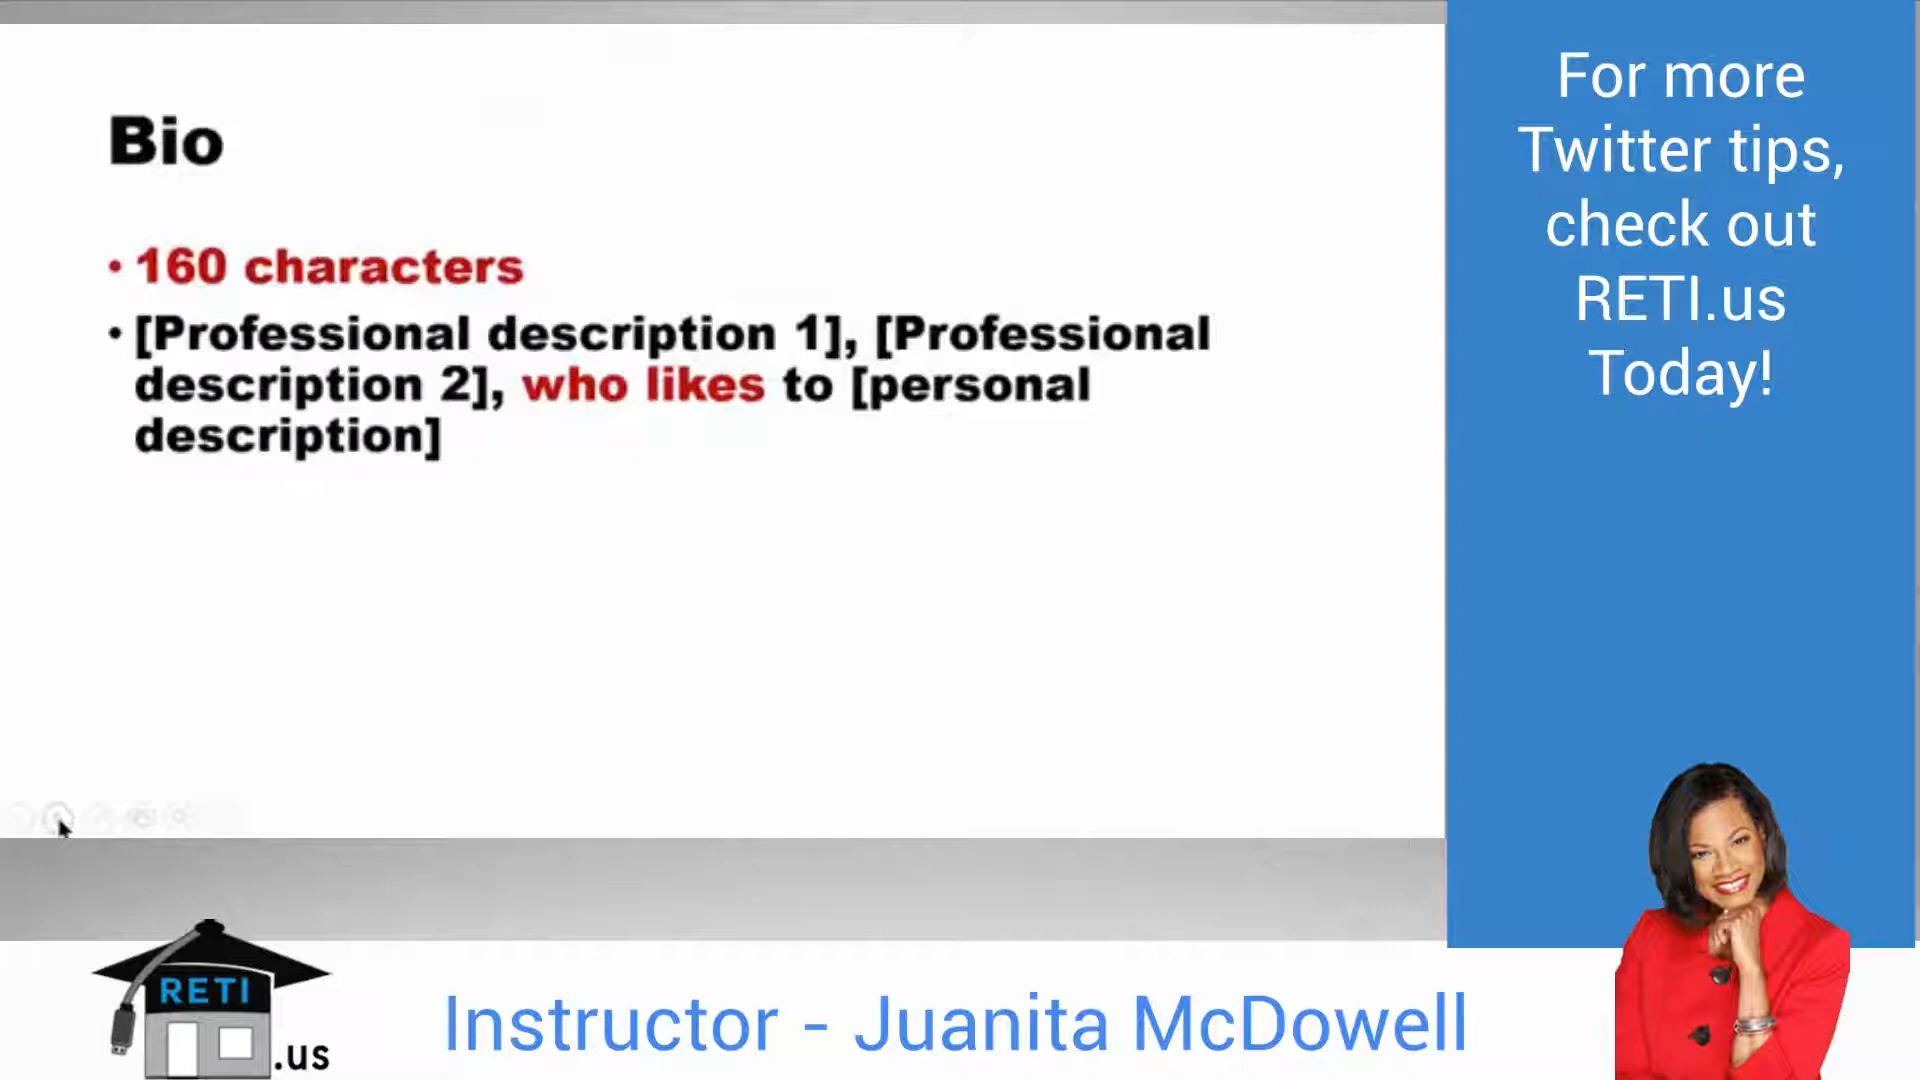 Bio
• 160 characters
• [Professional description 1], [Professional
description 2], who likes to [personal
description]
For more
Twitter tips,
check out
RETI.us
Today!
RETI
.us
Instructor - Juanita McDowell